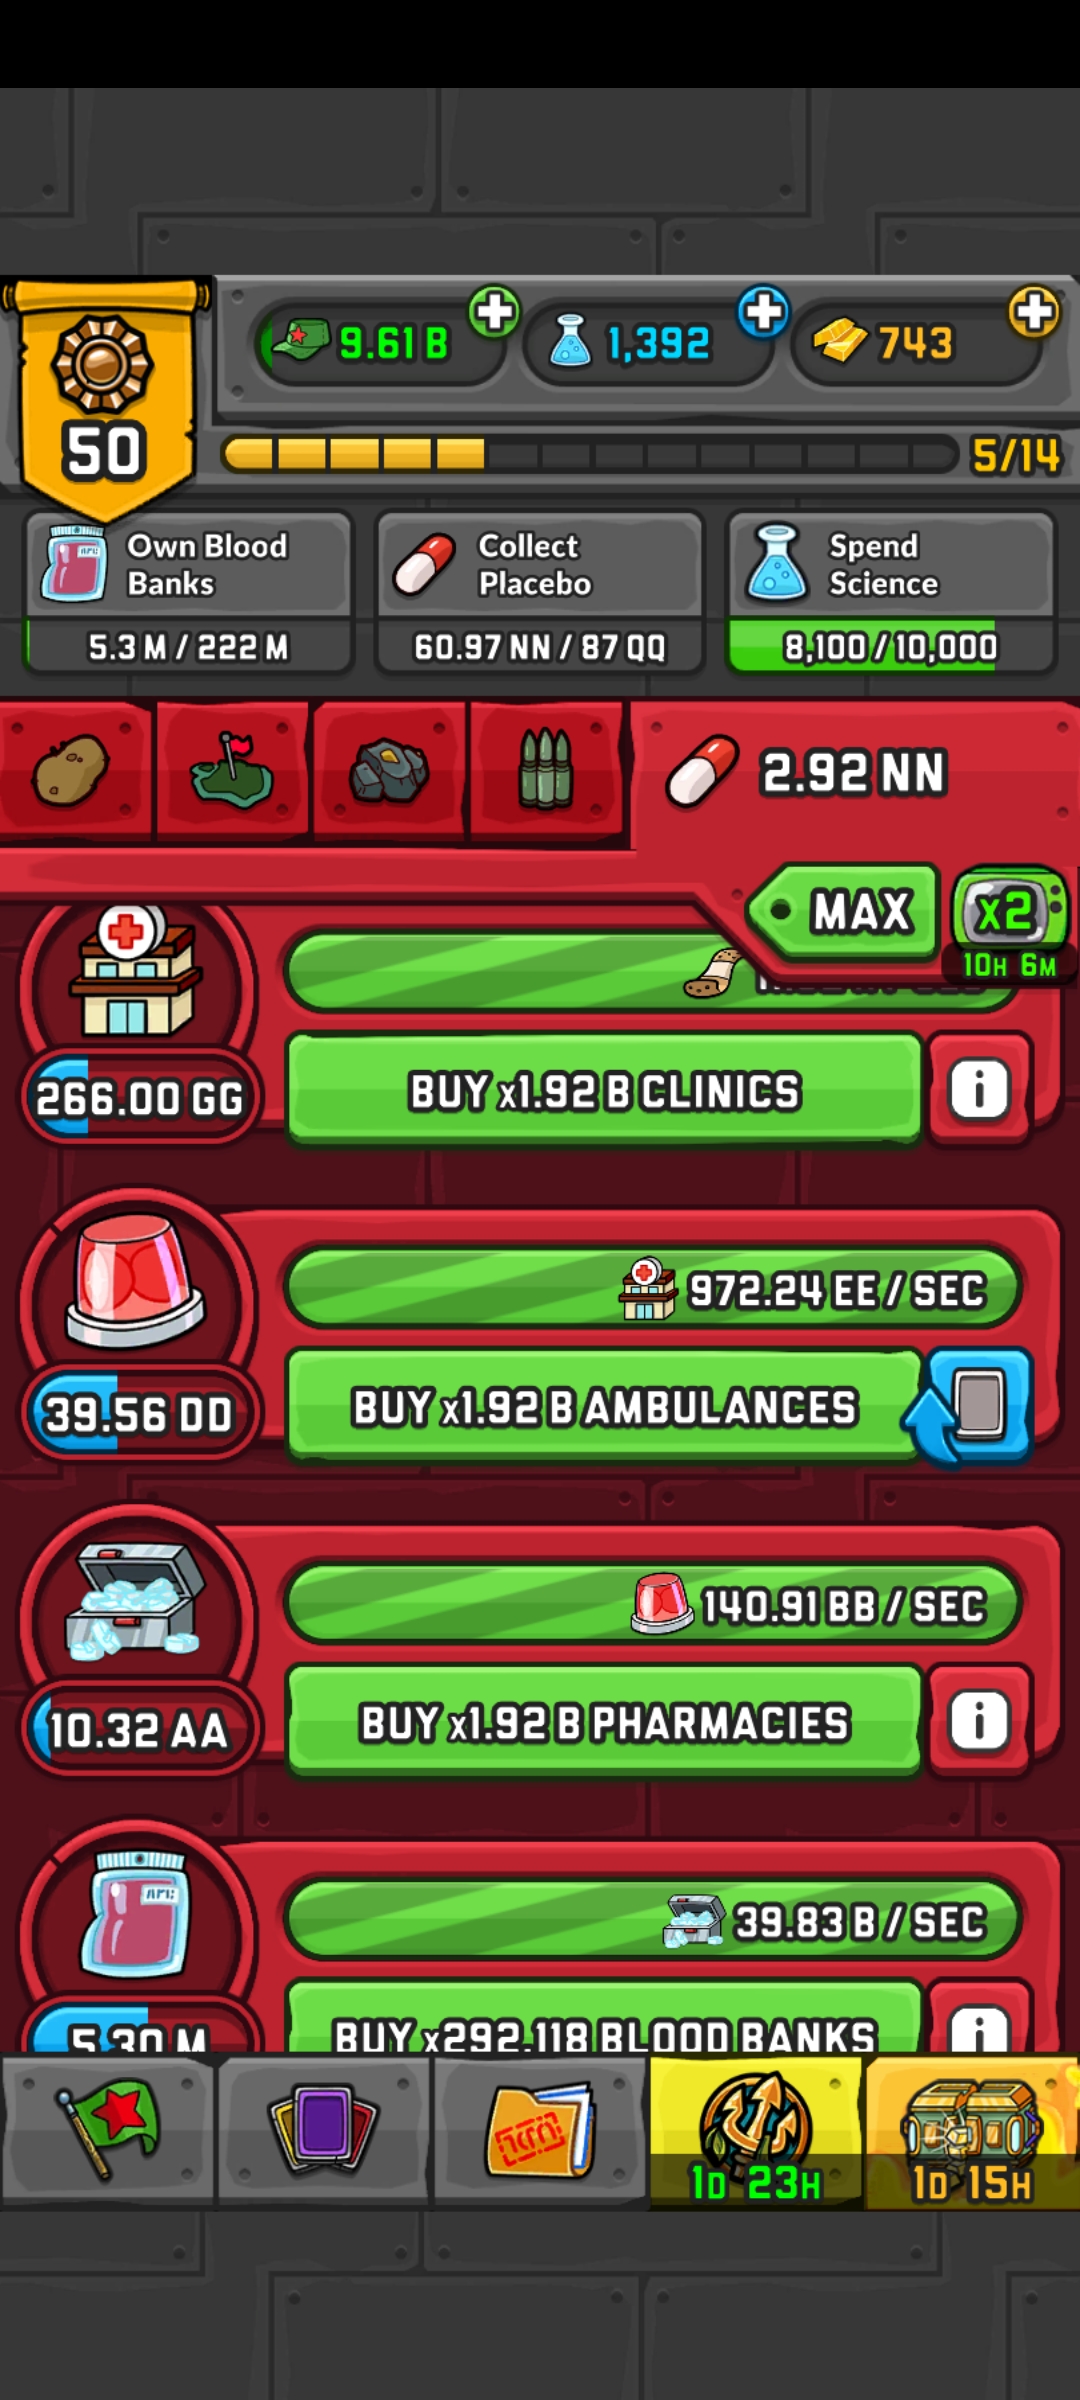 9.61 B
1,392
743
50
5/14
Own Blood
Banks
Collect
Placebo
Spend
Science
5.3 M / 222 M
60.97 NN / 87 QQ
8,100 / 10,000
2.92 NN
MAX
x2
10H 6M
266.00 GG
BUY x1.92 B CLINICS
i
972.24 EE / SEC
39.56 DD
BUY x1.92 B AMBULANCES
140.91 BB / SEC
10.32 AA
BUY x1.92 B PHARMACIES
i
39.83 B / SEC
5.30 M
BUY x292,118 BLOOD BANKS
i
1D 23H
1D 15H